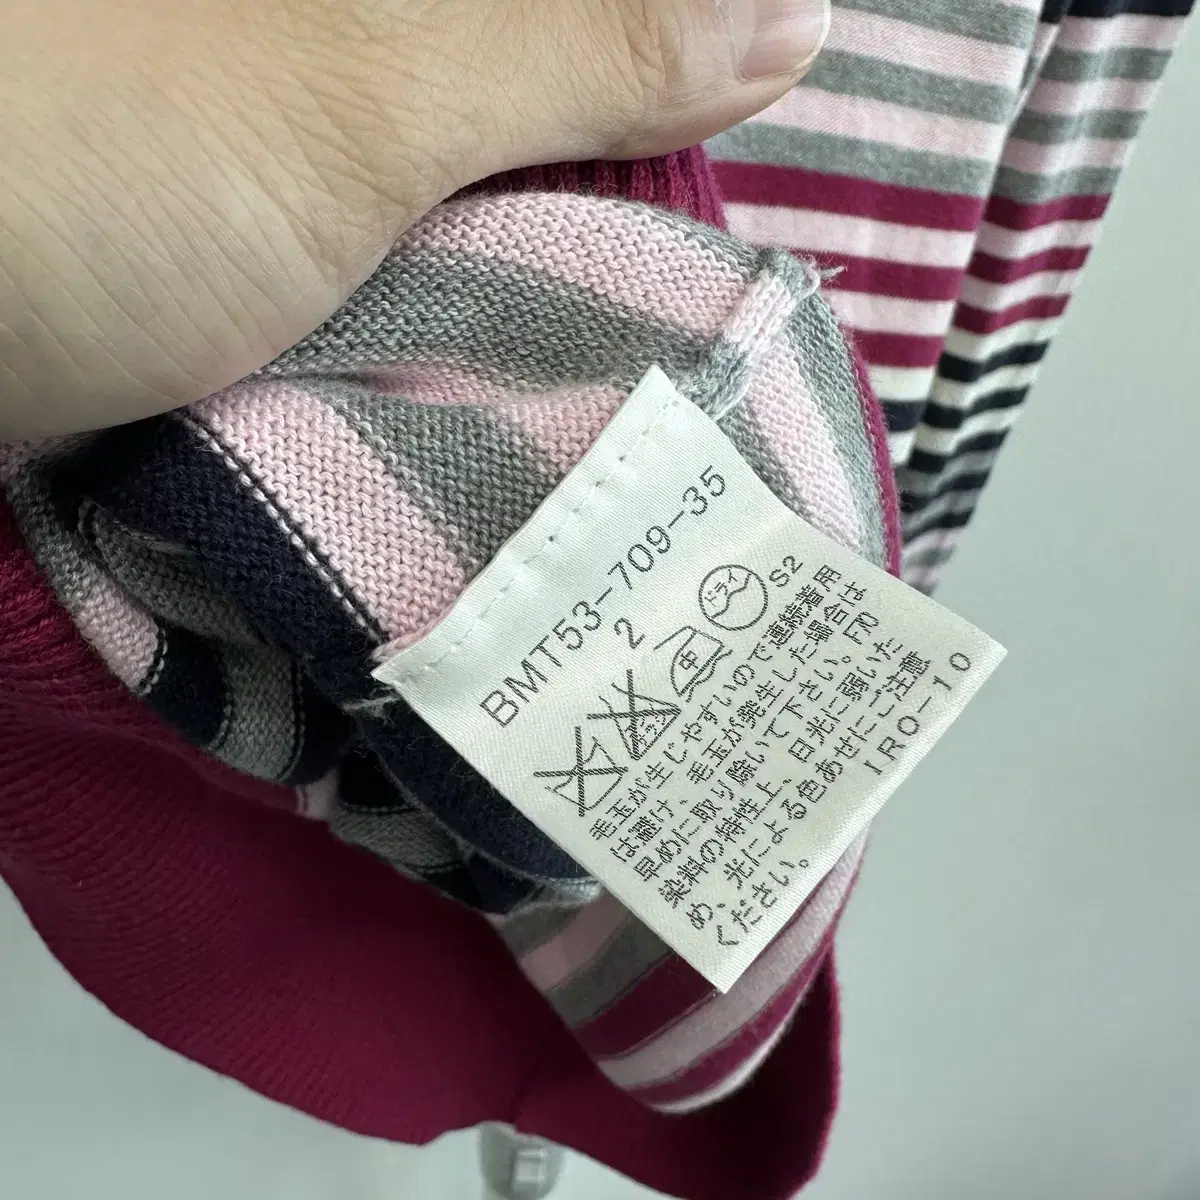 BMT53-709-35
2
中 ドライ S2
毛玉が生じやすいので連続着用
は避け、毛玉が発生した場合は
早めに取り除いて下さい。F70
染料の特性上、日光に弱いた
め、光による色あせにご注意
ください。
IRO-10